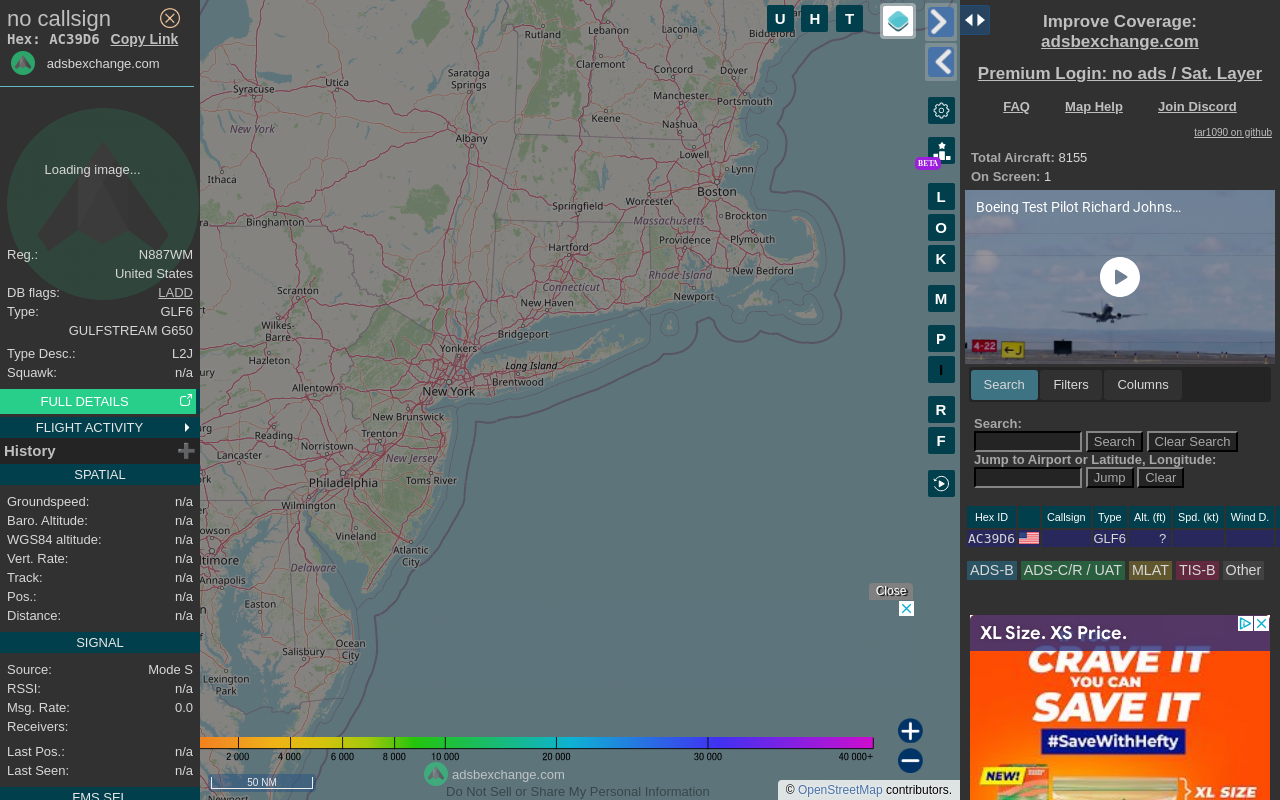 no callsign
Hex: AC39D6 Copy Link
adsbexchange.com
Loading image...
Reg.: N887WM
United States
DB flags: LADD
Type: GLF6
GULFSTREAM G650
Type Desc.: L2J
Squawk: n/a
FULL DETAILS
FLIGHT ACTIVITY
History
SPATIAL
Groundspeed: n/a
Baro. Altitude: n/a
WGS84 altitude: n/a
Vert. Rate: n/a
Track: n/a
Pos.: n/a
Distance: n/a
SIGNAL
Source: Mode S
RSSI: n/a
Msg. Rate: 0.0
Receivers:
Last Pos.: n/a
Last Seen: n/a
FMS SEL
U H T
Rutland
Lebanon
Laconia
Biddeford
Claremont
Concord
Dover
Saratoga
Springs
Utica
Syracuse
Manchester
Portsmouth
Keene
Nashua
New York
Albany
Lowell
Lynn
Ithaca
Boston
Worcester
Springfield
Massachusetts
Brockton
Binghamton
Hartford
Providence
Plymouth
Rhode Island
New Bedford
Connecticut
Newport
Scranton
New Haven
Wilkes-
Barre
Bridgeport
Yonkers
Hazleton
Long Island
Brentwood
Allentown
New York
New Brunswick
Reading
Trenton
Norristown
Lancaster
New Jersey
Toms River
Philadelphia
Wilmington
Vineland
Atlantic
City
Delaware
Annapolis
Easton
Ocean
City
Salisbury
Lexington
Park
BETA
L
O
K
M
P
I
R
F
Close
2 000 4 000 6 000 8 000 10 000 20 000 30 000 40 000+
50 NM
adsbexchange.com
Do Not Sell or Share My Personal Information
© OpenStreetMap contributors.
Improve Coverage:
adsbexchange.com
Premium Login: no ads / Sat. Layer
FAQ Map Help Join Discord
tar1090 on github
Total Aircraft: 8155
On Screen: 1
Boeing Test Pilot Richard Johns...
4-22 J
Search Filters Columns
Search:
Search Clear Search
Jump to Airport or Latitude, Longitude:
Jump Clear
Hex ID Callsign Type Alt. (ft) Spd. (kt) Wind D.
AC39D6 GLF6 ?
ADS-B ADS-C/R / UAT MLAT TIS-B Other
XL Size. XS Price.
CRAVE IT
YOU CAN
SAVE IT
#SaveWithHefty
NEW!
XL SIZE